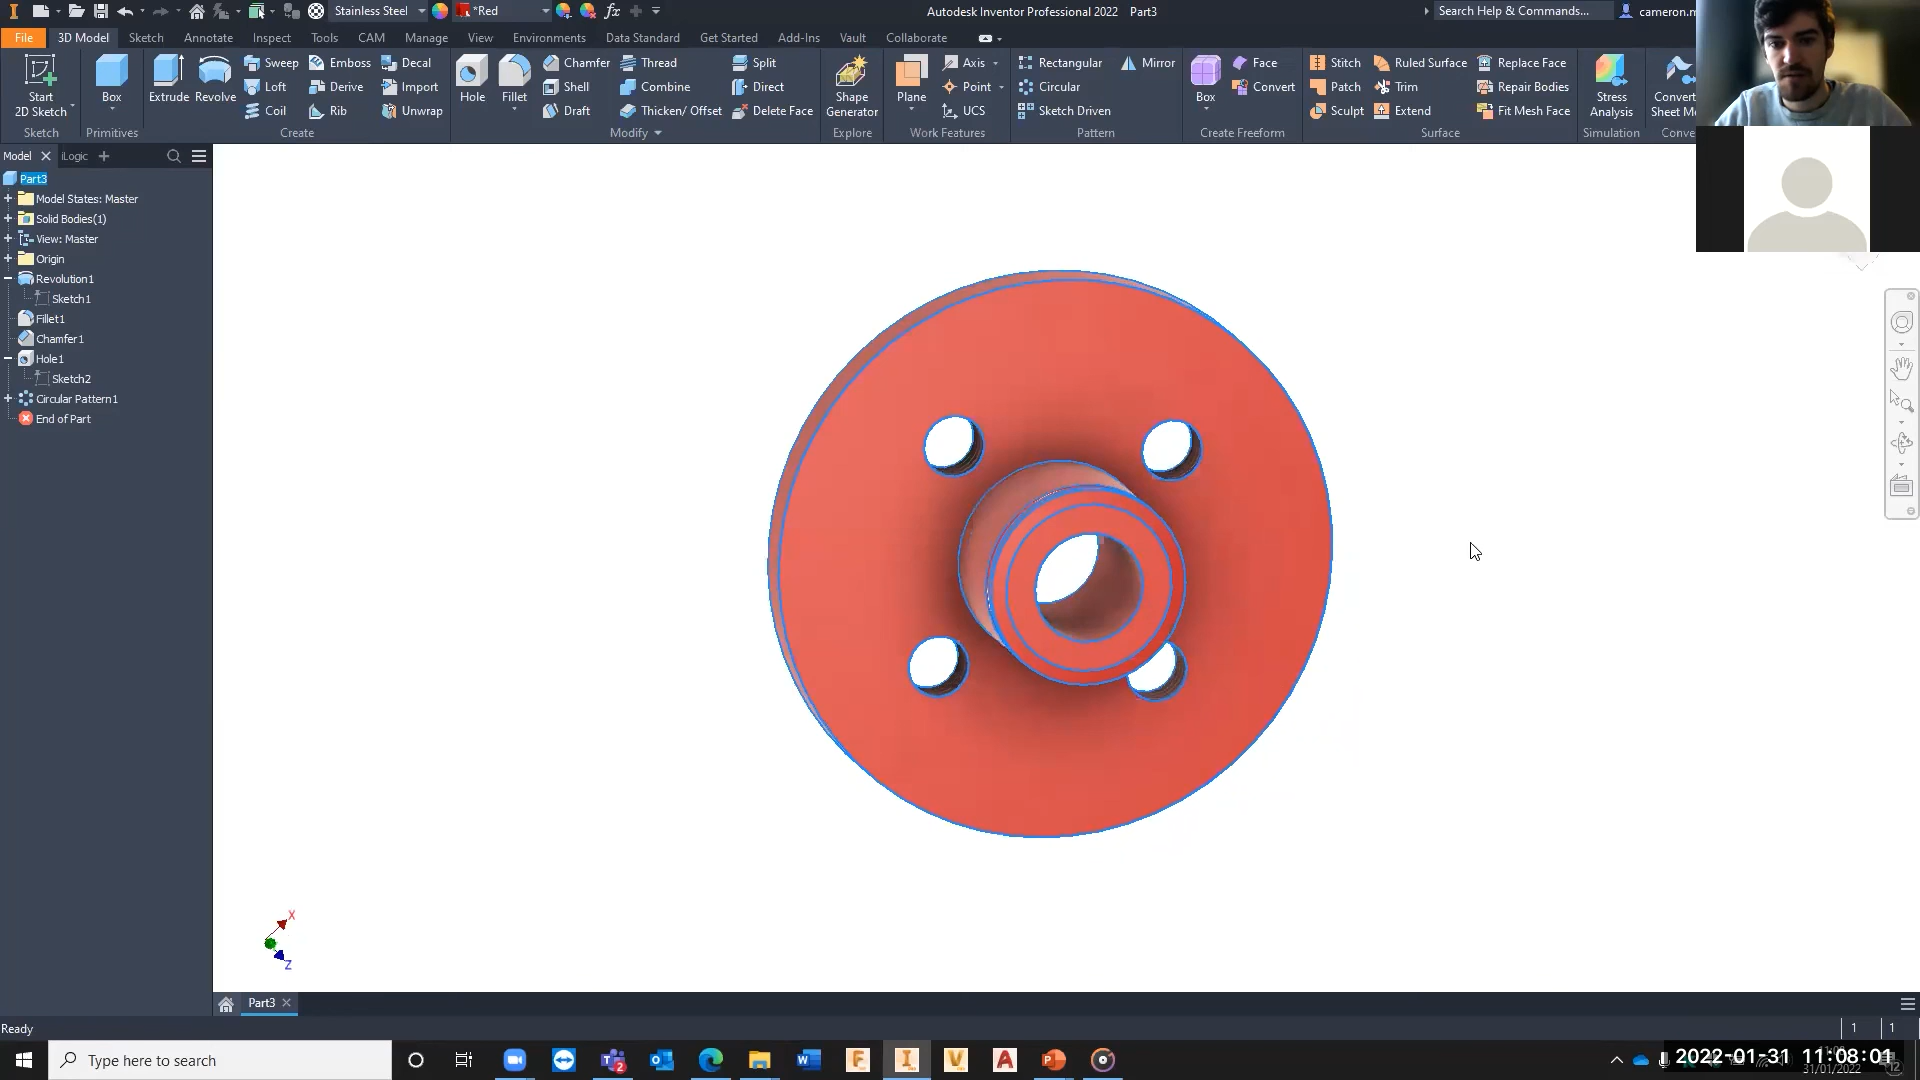 Stainless Steel
*Red
fx
Autodesk Inventor Professional 2022 Part3
Search Help & Commands...
cameron.m
File
3D Model
Sketch
Annotate
Inspect
Tools
CAM
Manage
View
Environments
Data Standard
Get Started
Add-Ins
Vault
Collaborate
Start
2D Sketch
Sketch
Box
Primitives
Extrude
Revolve
Sweep
Loft
Coil
Emboss
Derive
Rib
Decal
Import
Unwrap
Create
Hole
Fillet
Chamfer
Shell
Draft
Thread
Combine
Thicken/ Offset
Split
Direct
Delete Face
Modify
Shape
Generator
Explore
Plane
Axis
Point
UCS
Work Features
Rectangular
Circular
Sketch Driven
Mirror
Pattern
Box
Face
Convert
Create Freeform
Stitch
Patch
Sculpt
Ruled Surface
Trim
Extend
Replace Face
Repair Bodies
Fit Mesh Face
Surface
Stress
Analysis
Simulation
Convert
Sheet M
Conve
Model
iLogic
Part3
Model States: Master
Solid Bodies(1)
View: Master
Origin
Revolution1
Sketch1
Fillet1
Chamfer1
Hole1
Sketch2
Circular Pattern1
End of Part
X
Z
Part3
Ready
1
1
Type here to search
2
2022-01-31 11:08:01
31/01/2022
12